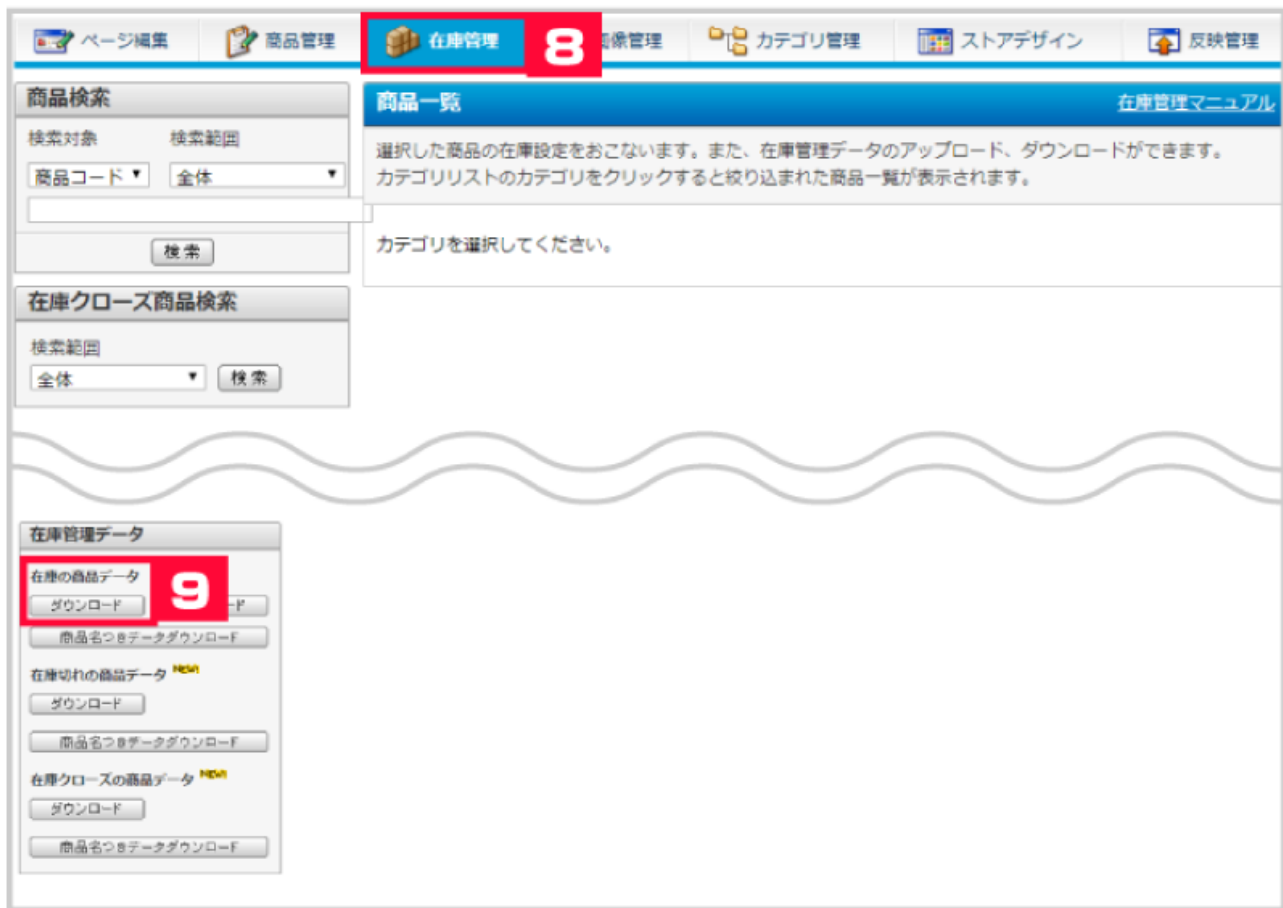 ページ編集 商品管理 在庫管理 8 像管理 カテゴリ管理 ストアデザイン 反映管理
商品検索
検索対象 検索範囲
商品コード 全体
検索
在庫クローズ商品検索
検索範囲
全体 検索
商品一覧 在庫管理マニュアル
選択した商品の在庫設定をおこないます。また、在庫管理データのアップロード、ダウンロードができます。
カテゴリリストのカテゴリをクリックすると絞り込まれた商品一覧が表示されます。
カテゴリを選択してください。
在庫管理データ
在庫の商品データ
ダウンロード 9 ード
商品名つきデータダウンロード
在庫切れの商品データ NEW!
ダウンロード
商品名つきデータダウンロード
在庫クローズの商品データ NEW!
ダウンロード
商品名つきデータダウンロード